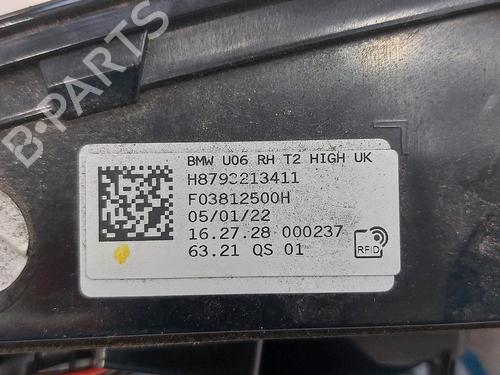 B-PARTS
BMW U06 RH T2 HIGH UK
H8793213411
F03812500H
05/01/22
16.27.28 000237
63.21 QS 01
RFID